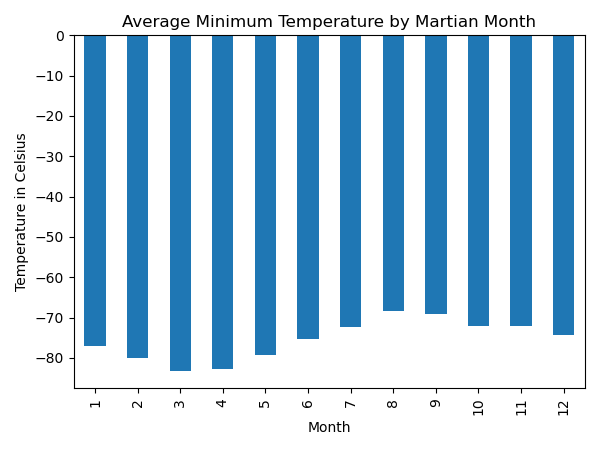 Average Minimum Temperature by Martian Month
0
−10
−20
−30
−40
−50
−60
−70
−80
Temperature in Celsius
1 2 3 4 5 6 7 8 9 10 11 12
Month